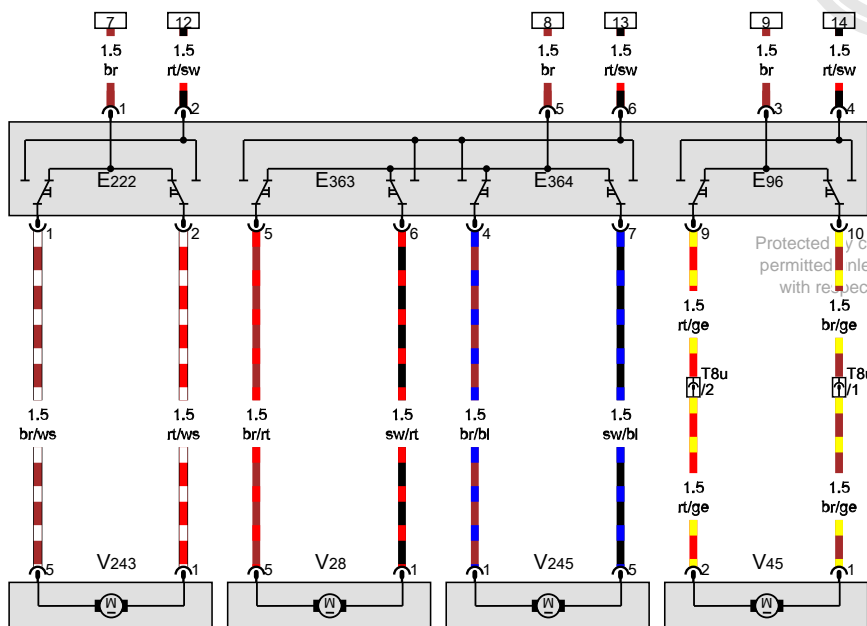 7 12 8 13 9 14
1.5 1.5 1.5 1.5 1.5 1.5
br rt/sw br rt/sw br rt/sw
1 2 5 6 3 4
E222 E363 E364 E96
1 2 5 6 4 7 9 10
Protected
permitted
with
1.5 1.5
rt/ge br/ge
T8u
/2 /1
1.5 1.5 1.5 1.5 1.5 1.5
br/ws rt/ws br/rt sw/rt br/bl sw/bl
1.5 1.5
rt/ge br/ge
V243 V28 V245 V45
5 1 5 1 1 5 2 1
M M M M